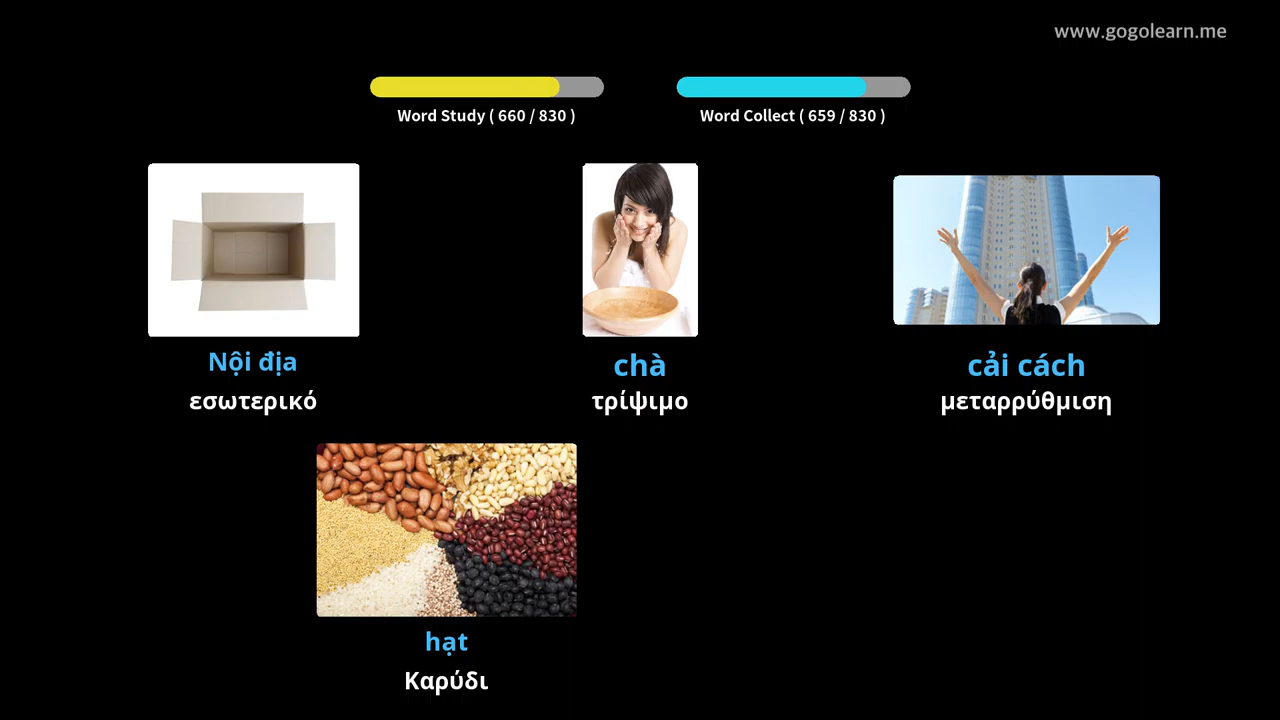 www.gogolearn.me
Word Study ( 660 / 830 )
Word Collect ( 659 / 830 )
Nội địa
εσωτερικό
chà
τρίψιμο
cải cách
μεταρρύθμιση
hạt
Καρύδι